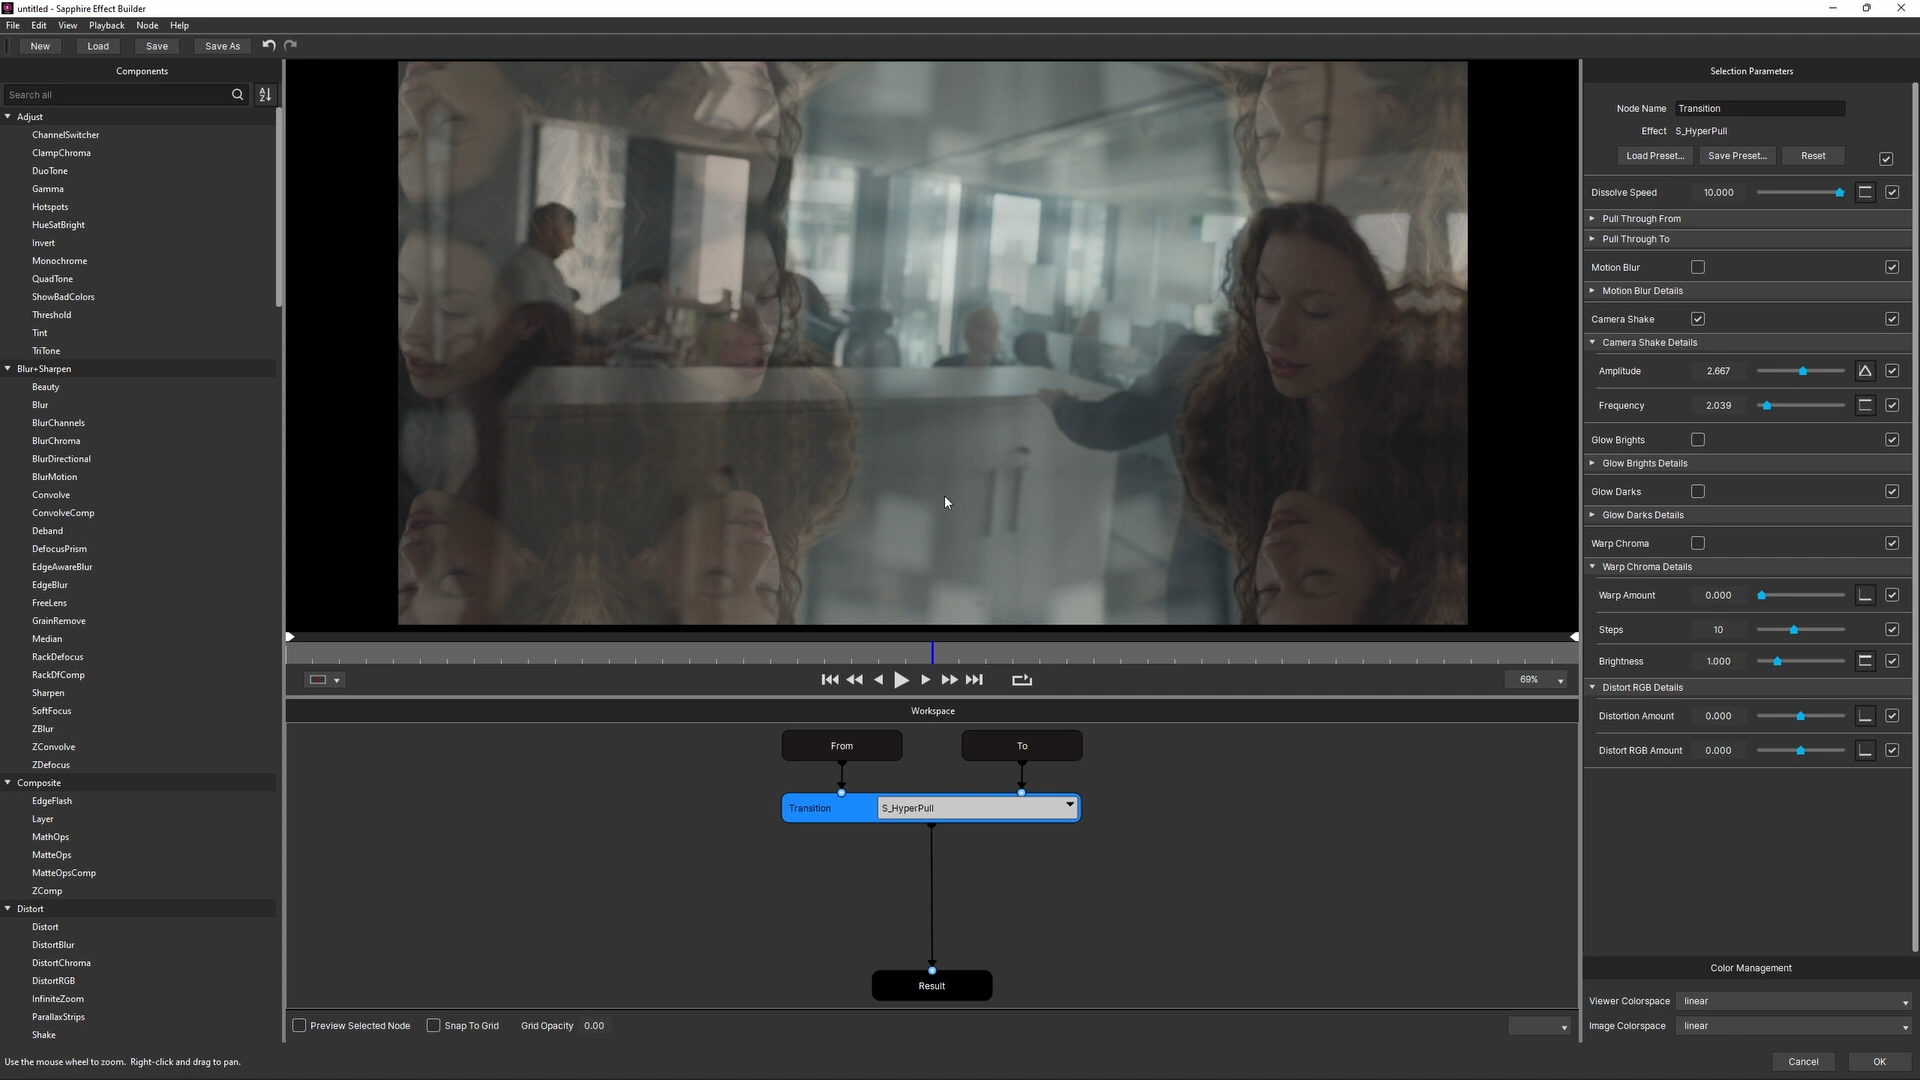 untitled - Sapphire Effect Builder
File Edit View Playback Node Help
New Load Save Save As
Components
Search all
Adjust
ChannelSwitcher
ClampChroma
DuoTone
Gamma
Hotspots
HueSatBright
Invert
Monochrome
QuadTone
ShowBadColors
Threshold
Tint
TriTone
Blur+Sharpen
Beauty
Blur
BlurChannels
BlurChroma
BlurDirectional
BlurMotion
Convolve
ConvolveComp
Deband
DefocusPrism
EdgeAwareBlur
EdgeBlur
FreeLens
GrainRemove
Median
RackDefocus
RackDfComp
Sharpen
SoftFocus
ZBlur
ZConvolve
ZDefocus
Composite
EdgeFlash
Layer
MathOps
MatteOps
MatteOpsComp
ZComp
Distort
Distort
DistortBlur
DistortChroma
DistortRGB
InfiniteZoom
ParallaxStrips
Shake
Use the mouse wheel to zoom. Right-click and drag to pan.
69%
Workspace
From To
Transition S_HyperPull
Result
Preview Selected Node Snap To Grid Grid Opacity 0.00
Selection Parameters
Node Name Transition
Effect S_HyperPull
Load Preset... Save Preset... Reset
Dissolve Speed 10.000
Pull Through From
Pull Through To
Motion Blur
Motion Blur Details
Camera Shake
Camera Shake Details
Amplitude 2.667
Frequency 2.039
Glow Brights
Glow Brights Details
Glow Darks
Glow Darks Details
Warp Chroma
Warp Chroma Details
Warp Amount 0.000
Steps 10
Brightness 1.000
Distort RGB Details
Distortion Amount 0.000
Distort RGB Amount 0.000
Color Management
Viewer Colorspace linear
Image Colorspace linear
Cancel OK